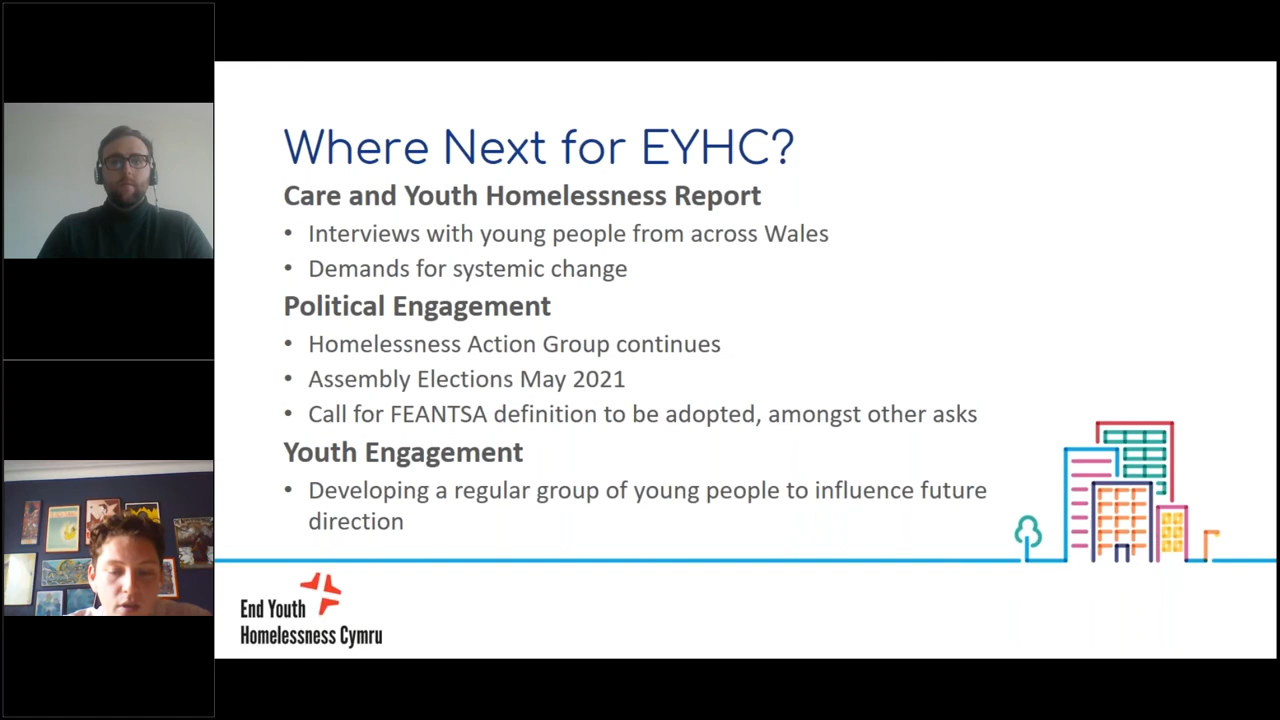 Where Next for EYHC?
Care and Youth Homelessness Report
• Interviews with young people from across Wales
• Demands for systemic change
Political Engagement
• Homelessness Action Group continues
• Assembly Elections May 2021
• Call for FEANTSA definition to be adopted, amongst other asks
Youth Engagement
• Developing a regular group of young people to influence future
direction
End Youth
Homelessness Cymru